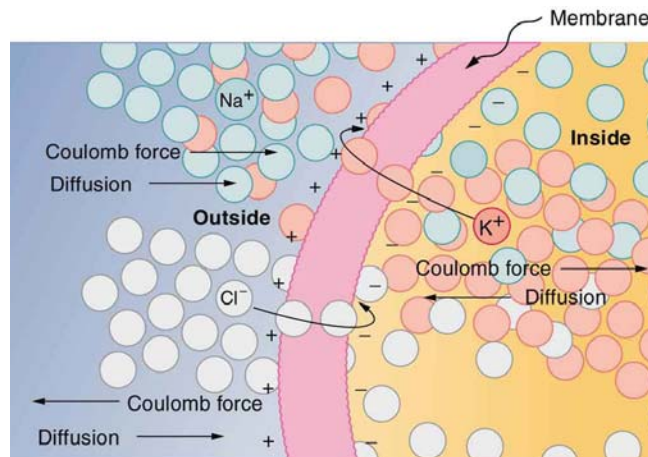 Membrane
Na+
Coulomb force
Diffusion
Outside
Inside
K+
Coulomb force
Diffusion
Cl−
Coulomb force
Diffusion